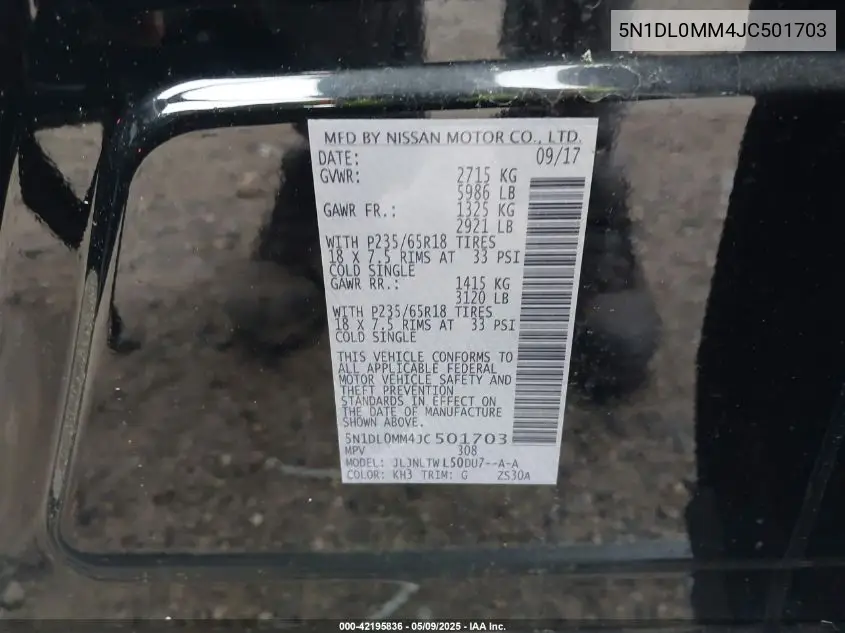 5N1DL0MM4JC501703
MFD BY NISSAN MOTOR CO., LTD.
DATE: 09/17
GVWR: 2715 KG
5986 LB
GAWR FR.: 1325 KG
2921 LB
WITH P235/65R18 TIRES
18 X 7.5 RIMS AT 33 PSI
COLD SINGLE
GAWR RR.: 1415 KG
3120 LB
WITH P235/65R18 TIRES
18 X 7.5 RIMS AT 33 PSI
COLD SINGLE
THIS VEHICLE CONFORMS TO
ALL APPLICABLE FEDERAL
MOTOR VEHICLE SAFETY AND
THEFT PREVENTION
STANDARDS IN EFFECT ON
THE DATE OF MANUFACTURE
SHOWN ABOVE.
5N1DL0MM4JC501703
MPV 308
MODEL: JLJNLTWL50DU7--A-A
COLOR: KH3 TRIM: G ZS30A
000-42195836 - 05/09/2025 - IAA Inc.